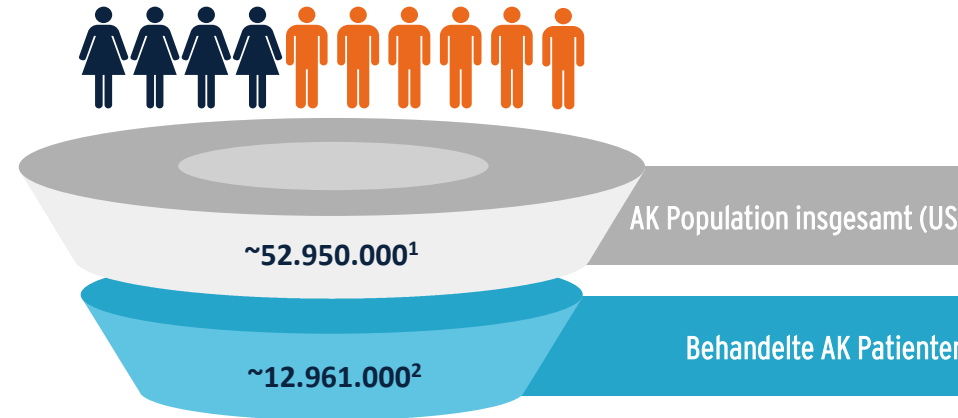 ~52.950.000¹
AK Population insgesamt (US
~12.961.000²
Behandelte AK Patienten